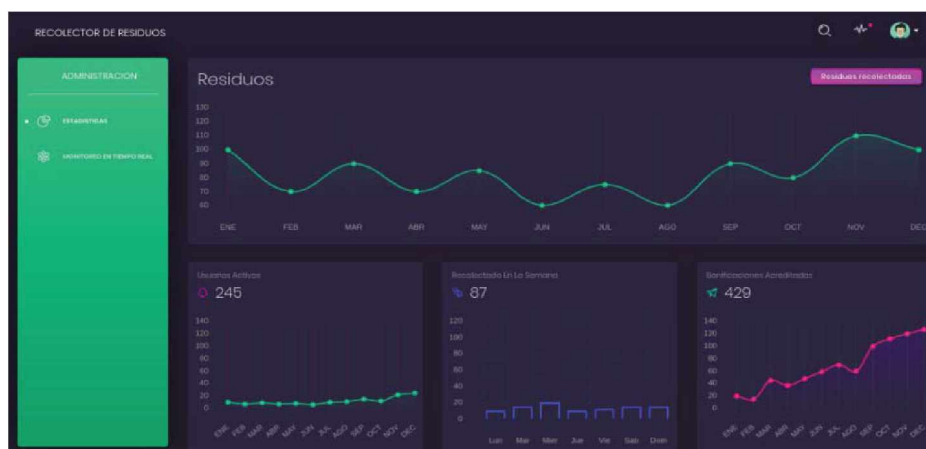 RECOLECTOR DE RESIDUOS
ADMINISTRACION
ESTADISTICAS
MONITOREO EN TIEMPO REAL
Residuos
Residuos recolectados
130
120
110
100
90
80
70
60
ENE FEB MAR ABR MAY JUN JUL AGO SEP OCT NOV DEC
Usuarios Activos
245
140
120
100
80
60
40
20
0
ENE FEB MAR ABR MAY JUN JUL AGO SEP OCT NOV DEC
Recolectado En La Semana
87
120
100
80
60
40
20
0
Lun Mar Mier Jue Vie Sab Dom
Bonificaciones Acreditadas
429
140
120
100
80
60
40
20
0
ENE FEB MAR ABR MAY JUN JUL AGO SEP OCT NOV DEC